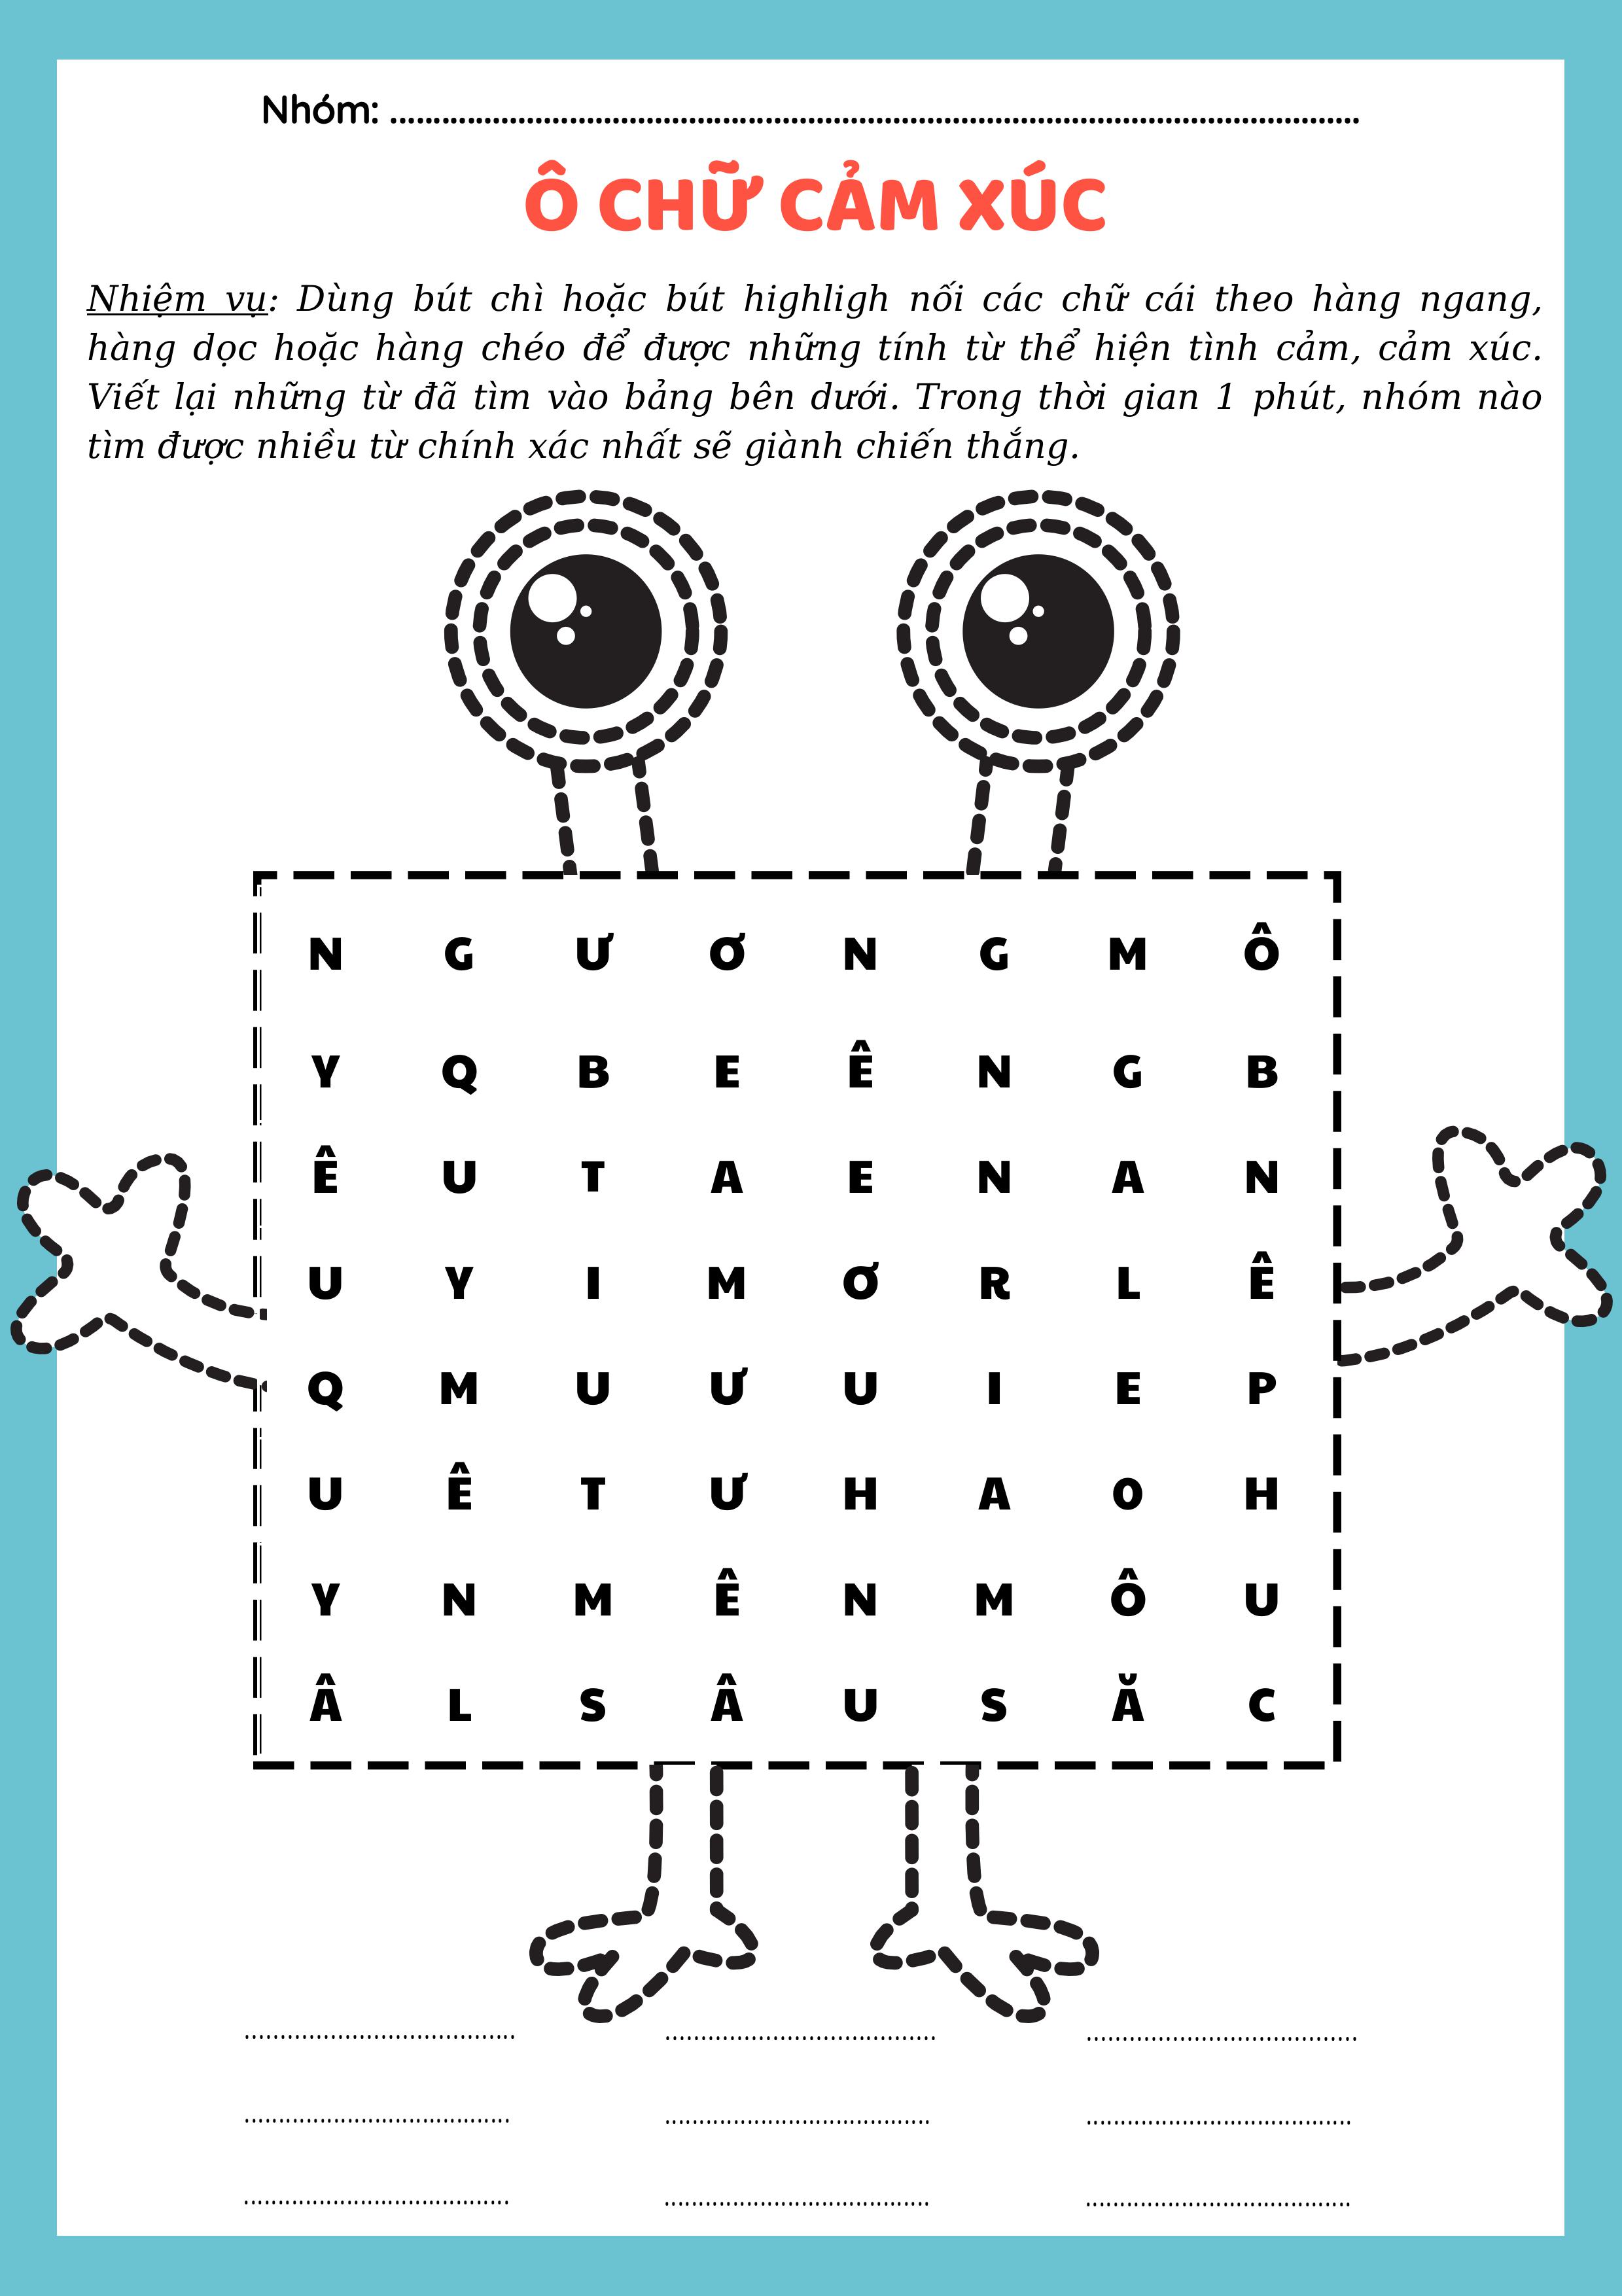 Nhóm: ........................................................................................................................
Ô CHỮ CẢM XÚC
Nhiệm vụ: Dùng bút chì hoặc bút highligh nối các chữ cái theo hàng ngang,
hàng dọc hoặc hàng chéo để được những tính từ thể hiện tình cảm, cảm xúc.
Viết lại những từ đã tìm vào bảng bên dưới. Trong thời gian 1 phút, nhóm nào
tìm được nhiều từ chính xác nhất sẽ giành chiến thắng.
N G Ư Ơ N G M Ô
Y Q B E Ê N G B
Ê U T A E N A N
U Y I M Ơ R L Ê
Q M U Ư U I E P
U Ê T Ư H A 0 H
Y N M Ê N M Ô U
Â L S Â U S Ă C